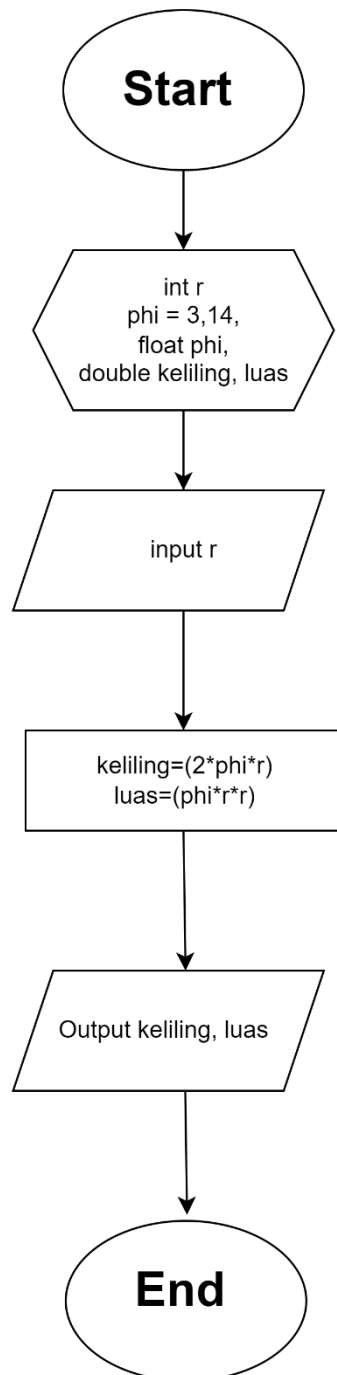 Start
int r
phi = 3,14,
float phi,
double keliling, luas
input r
keliling=(2*phi*r)
luas=(phi*r*r)
Output keliling, luas
End